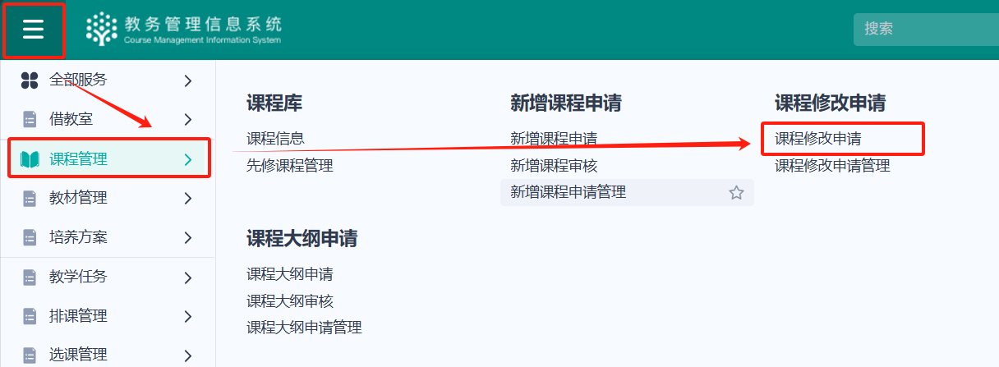 教务管理信息系统
Course Management Information System
搜索
全部服务
借教室
课程管理
教材管理
培养方案
教学任务
排课管理
选课管理
课程库
课程信息
先修课程管理
新增课程申请
新增课程申请
新增课程审核
新增课程申请管理
课程修改申请
课程修改申请
课程修改申请管理
课程大纲申请
课程大纲申请
课程大纲审核
课程大纲申请管理